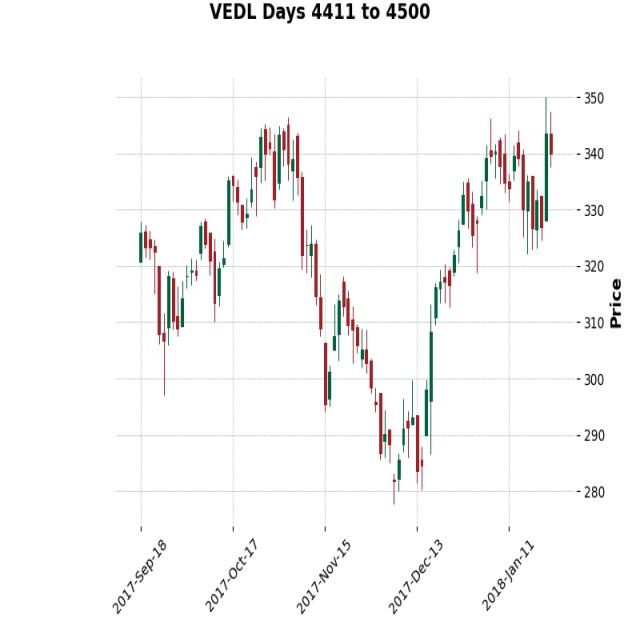 VEDL Days 4411 to 4500
350
340
330
320
310
300
290
280
Price
2017-Sep-18
2017-Oct-17
2017-Nov-15
2017-Dec-13
2018-Jan-11